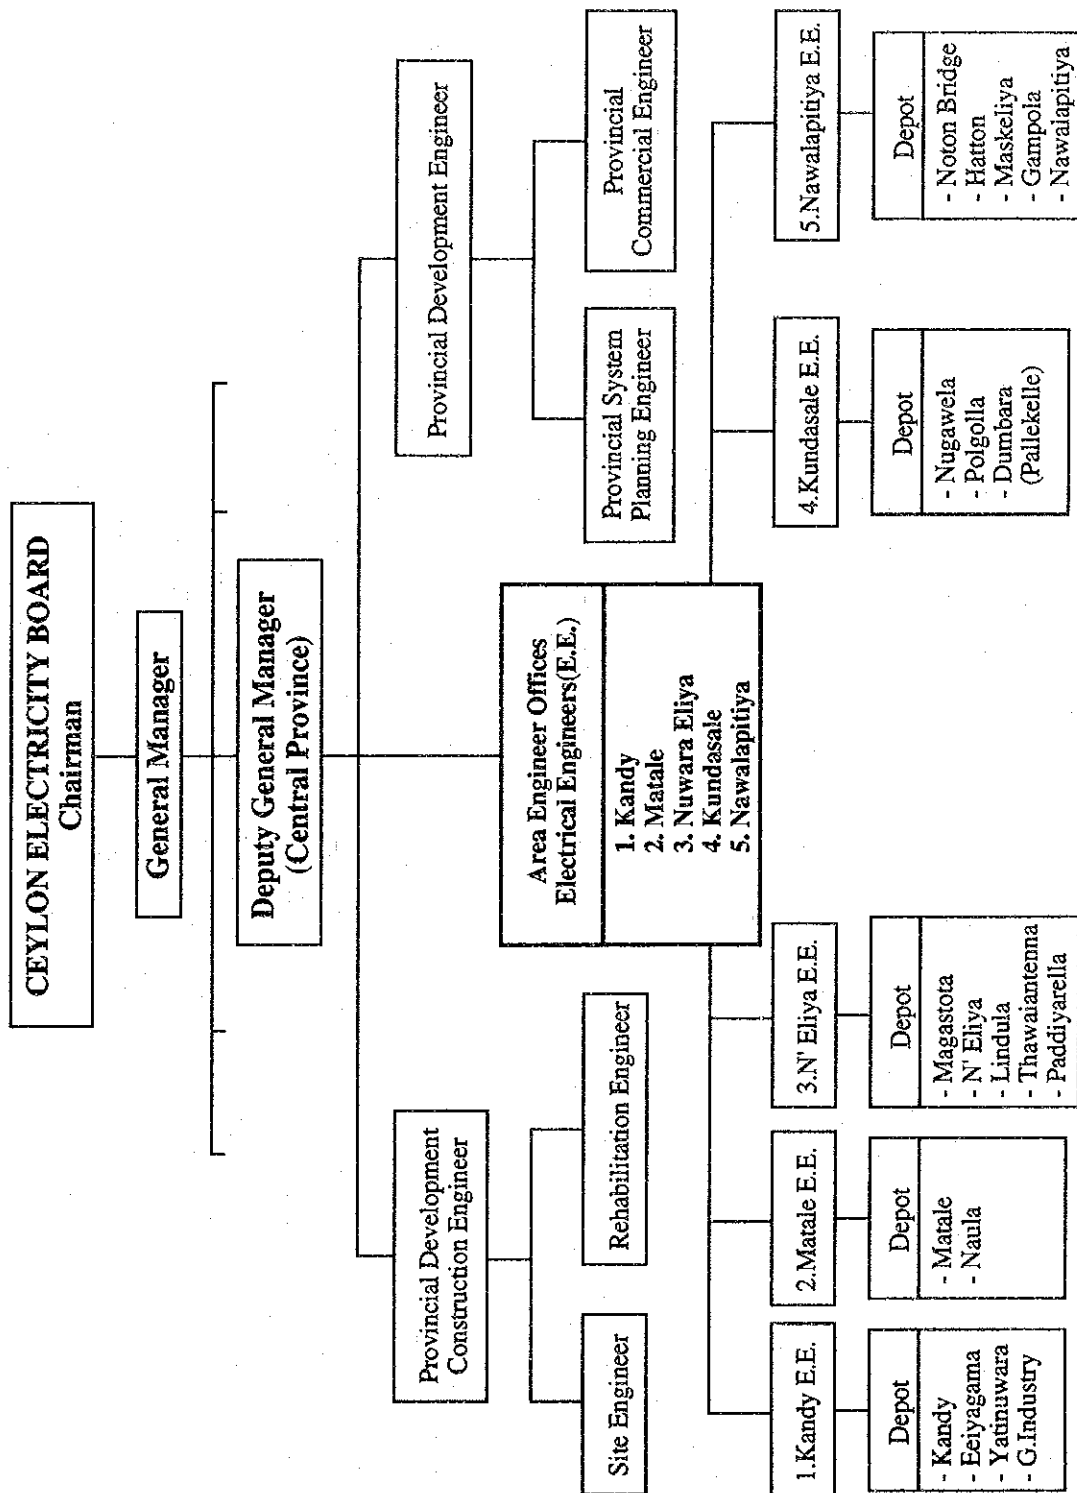 CEYLON ELECTRICITY BOARD
Chairman
General Manager
Deputy General Manager
(Central Province)
Provincial Development
Construction Engineer
Provincial Development Engineer
Site Engineer
Rehabilitation Engineer
Area Engineer Offices
Electrical Engineers(E.E.)
1. Kandy
2. Matale
3. Nuwara Eliya
4. Kundasale
5. Nawalapitiya
Provincial System
Planning Engineer
Provincial
Commercial Engineer
1.Kandy E.E.
2.Matale E.E.
3.N' Eliya E.E.
4.Kundasale E.E.
5.Nawalapitiya E.E.
Depot
- Kandy
- Eeiyagama
- Yatinuwara
- G.Industry
Depot
- Matale
- Naula
Depot
- Magastota
- N' Eliya
- Lindula
- Thawaiantenna
- Paddiyarella
Depot
- Nugawela
- Polgolla
- Dumbara
(Pallekelle)
Depot
- Noton Bridge
- Hatton
- Maskeliya
- Gampola
- Nawalapitiya